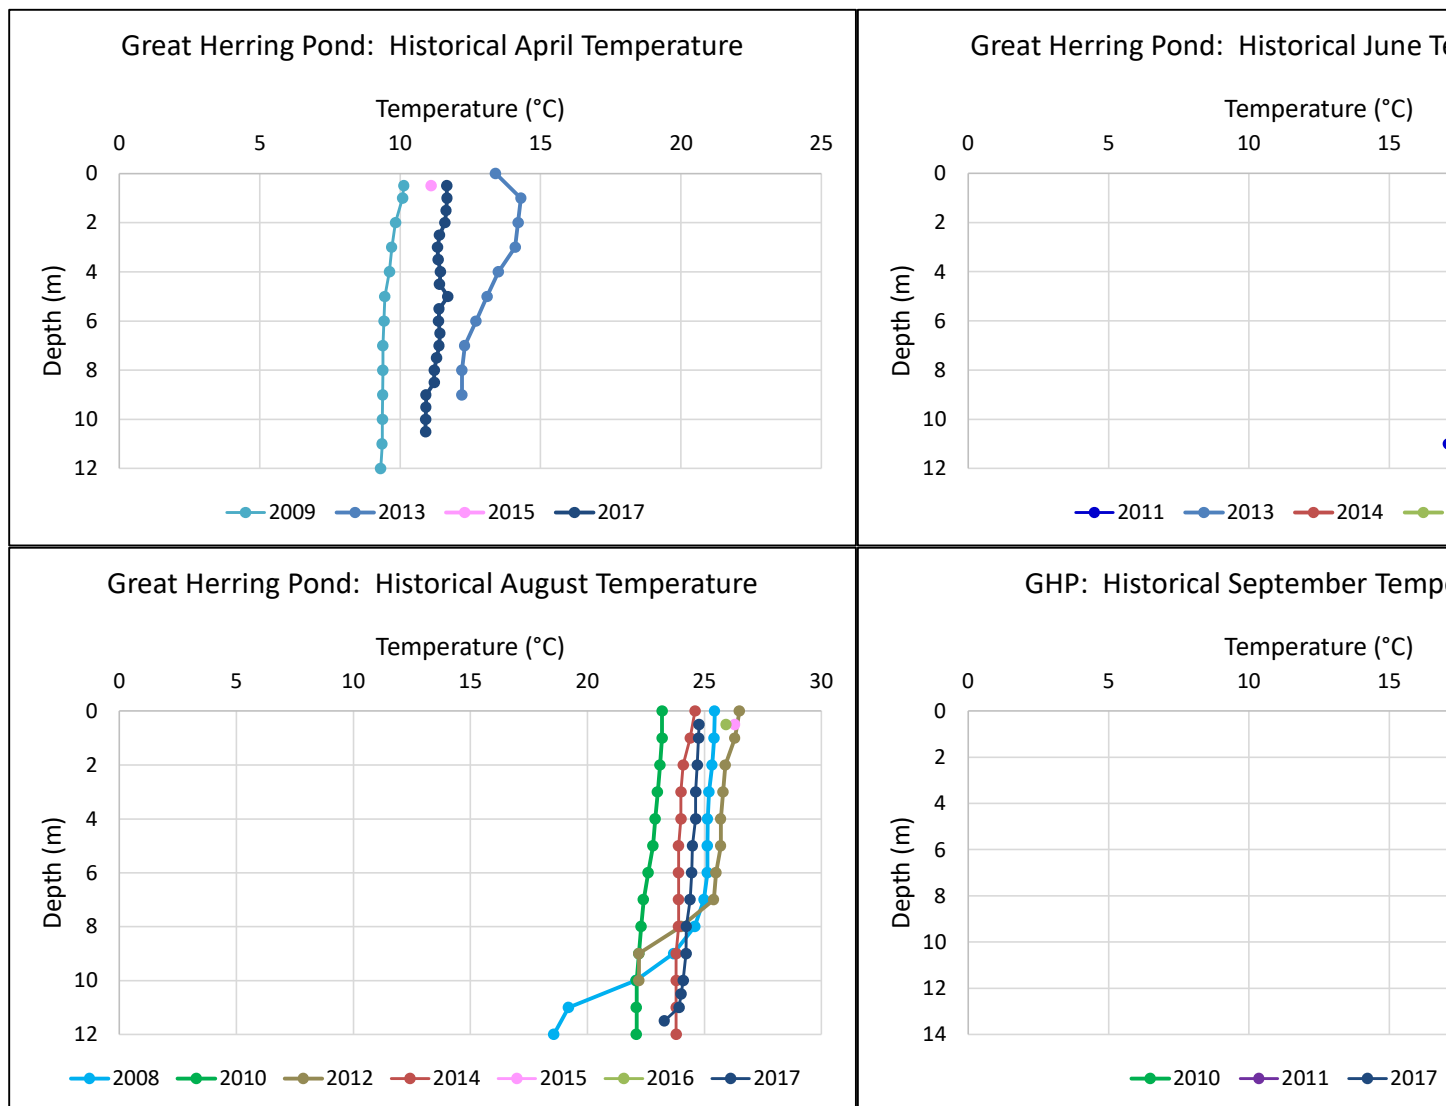 Great Herring Pond:  Historical April Temperature
Temperature (°C)
0 5 10 15 20 25
Depth (m)
0
2
4
6
8
10
12
2009 2013 2015 2017
Great Herring Pond:  Historical June Te
Temperature (°C)
0 5 10 15
Depth (m)
0
2
4
6
8
10
12
2011 2013 2014
Great Herring Pond:  Historical August Temperature
Temperature (°C)
0 5 10 15 20 25 30
Depth (m)
0
2
4
6
8
10
12
2008 2010 2012 2014 2015 2016 2017
GHP:  Historical September Tempe
Temperature (°C)
0 5 10 15
Depth (m)
0
2
4
6
8
10
12
14
2010 2011 2017